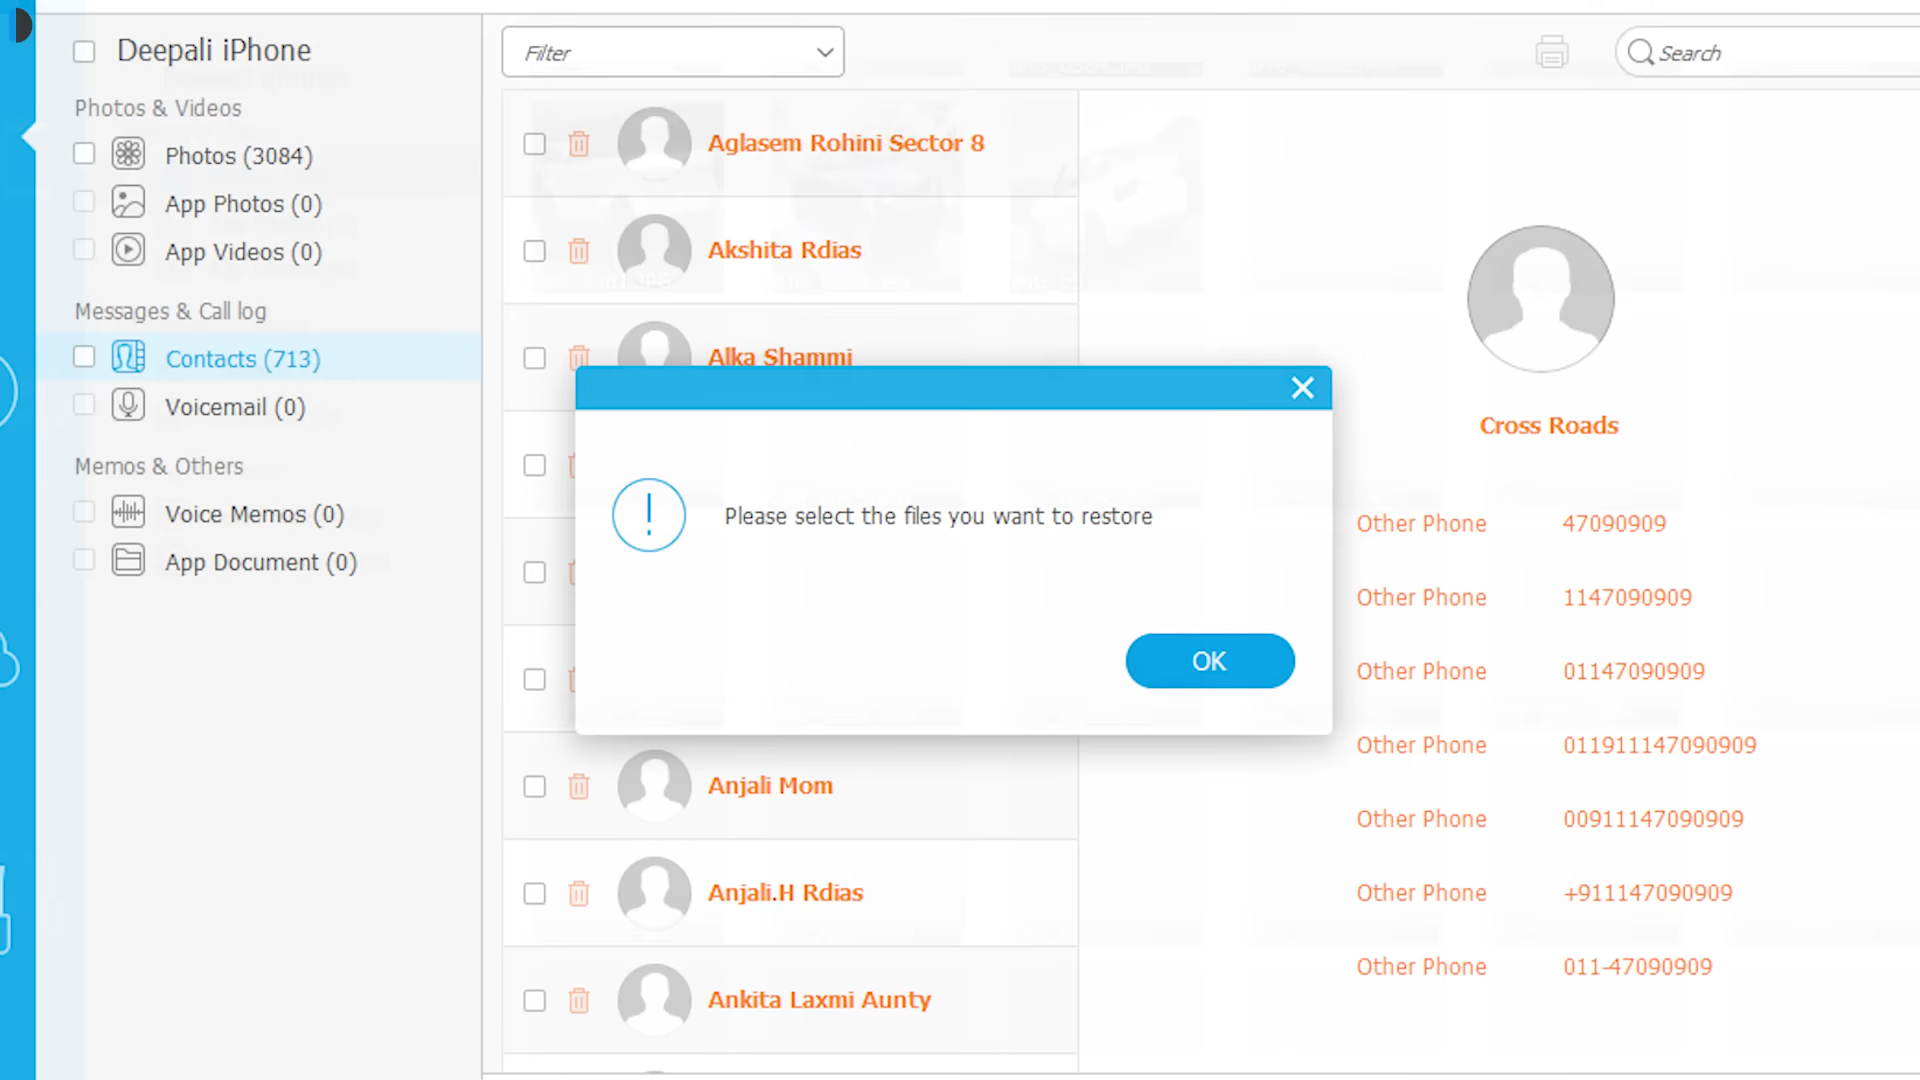 Deepali iPhone
Photos & Videos
Photos (3084)
App Photos (0)
App Videos (0)
Messages & Call log
Contacts (713)
Voicemail (0)
Memos & Others
Voice Memos (0)
App Document (0)
Filter
Search
Aglasem Rohini Sector 8
Akshita Rdias
Alka Shammi
Please select the files you want to restore
OK
Anjali Mom
Anjali.H Rdias
Ankita Laxmi Aunty
Cross Roads
Other Phone 47090909
Other Phone 1147090909
Other Phone 01147090909
Other Phone 011911147090909
Other Phone 00911147090909
Other Phone +911147090909
Other Phone 011-47090909